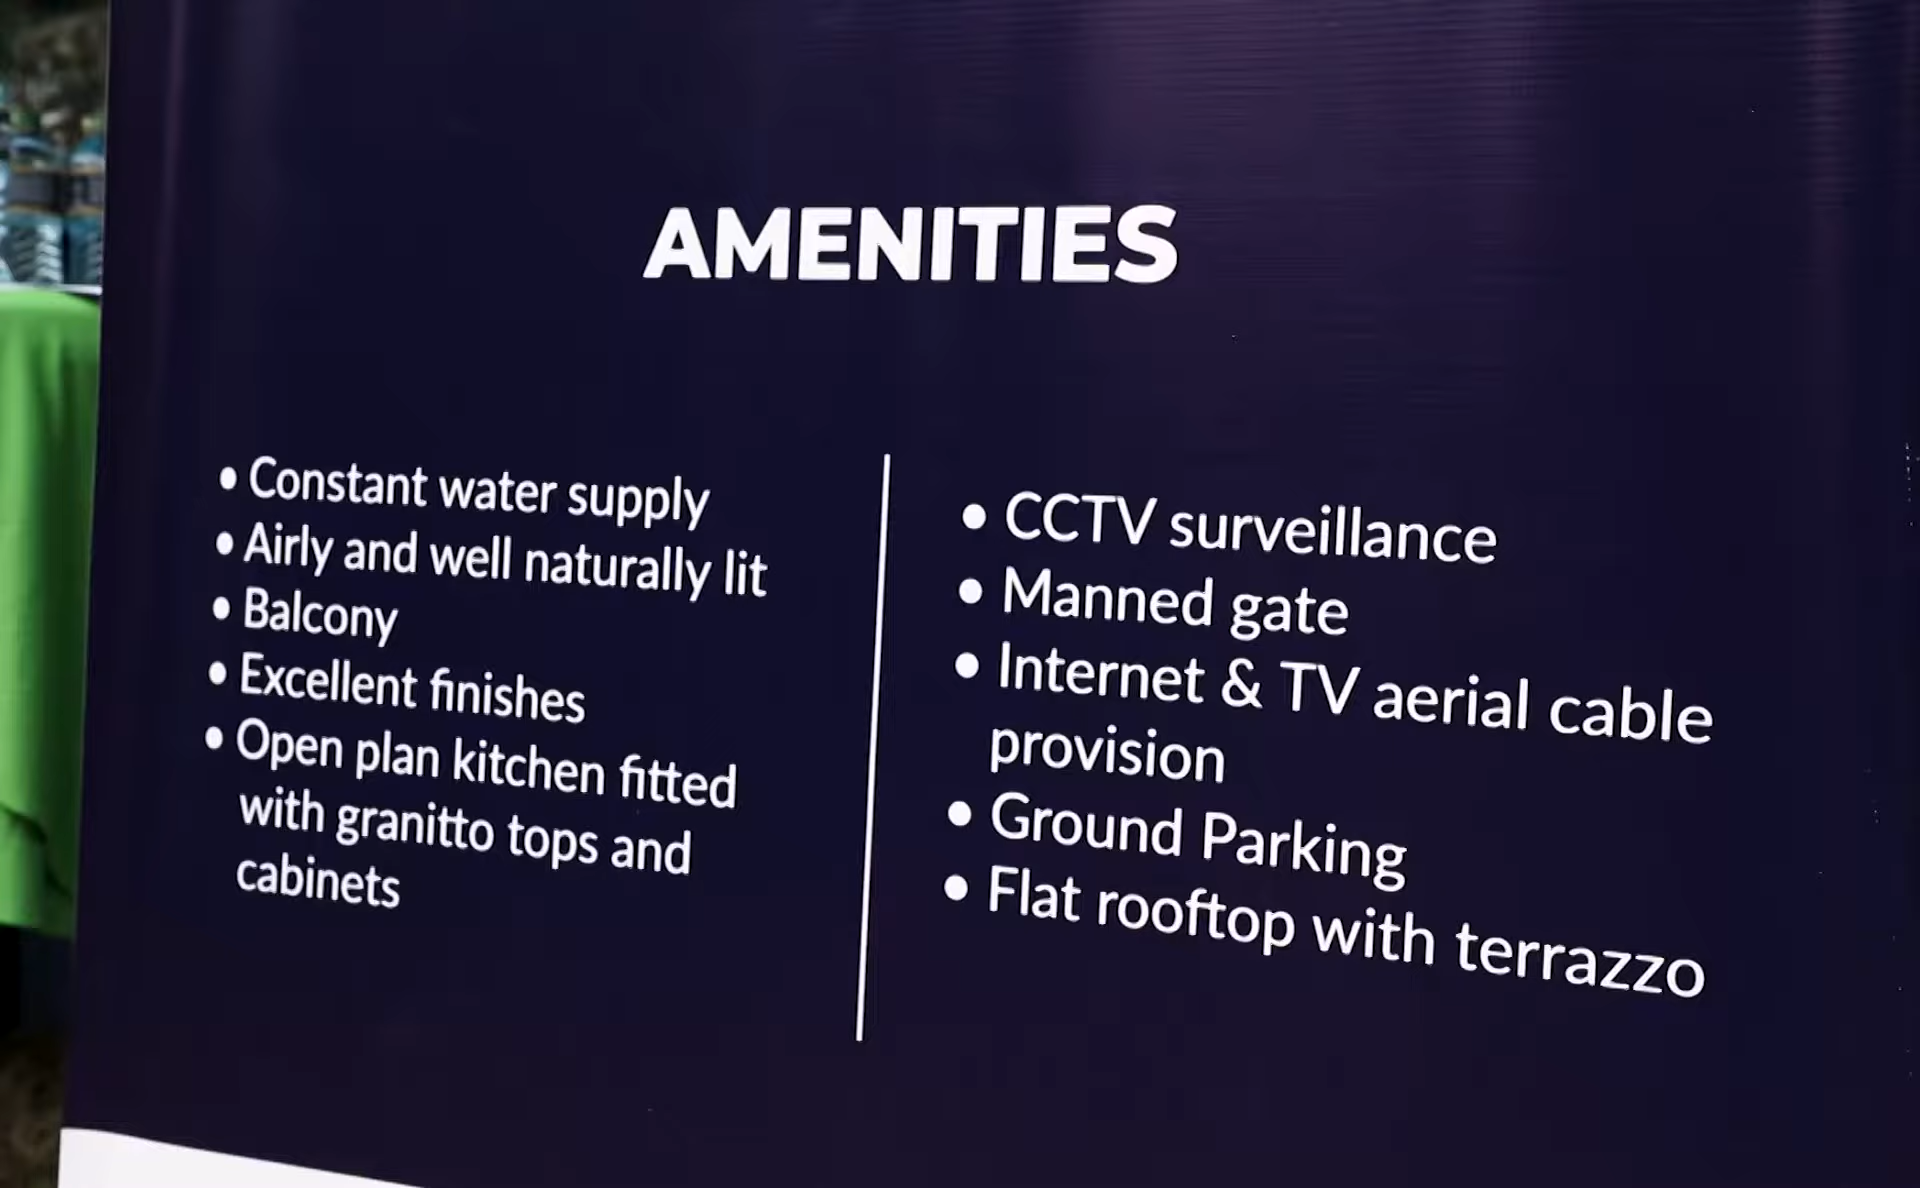 AMENITIES
• Constant water supply
• Airly and well naturally lit
• Balcony
• Excellent finishes
• Open plan kitchen fitted
with granitto tops and
cabinets
• CCTV surveillance
• Manned gate
• Internet & TV aerial cable
provision
• Ground Parking
• Flat rooftop with terrazzo